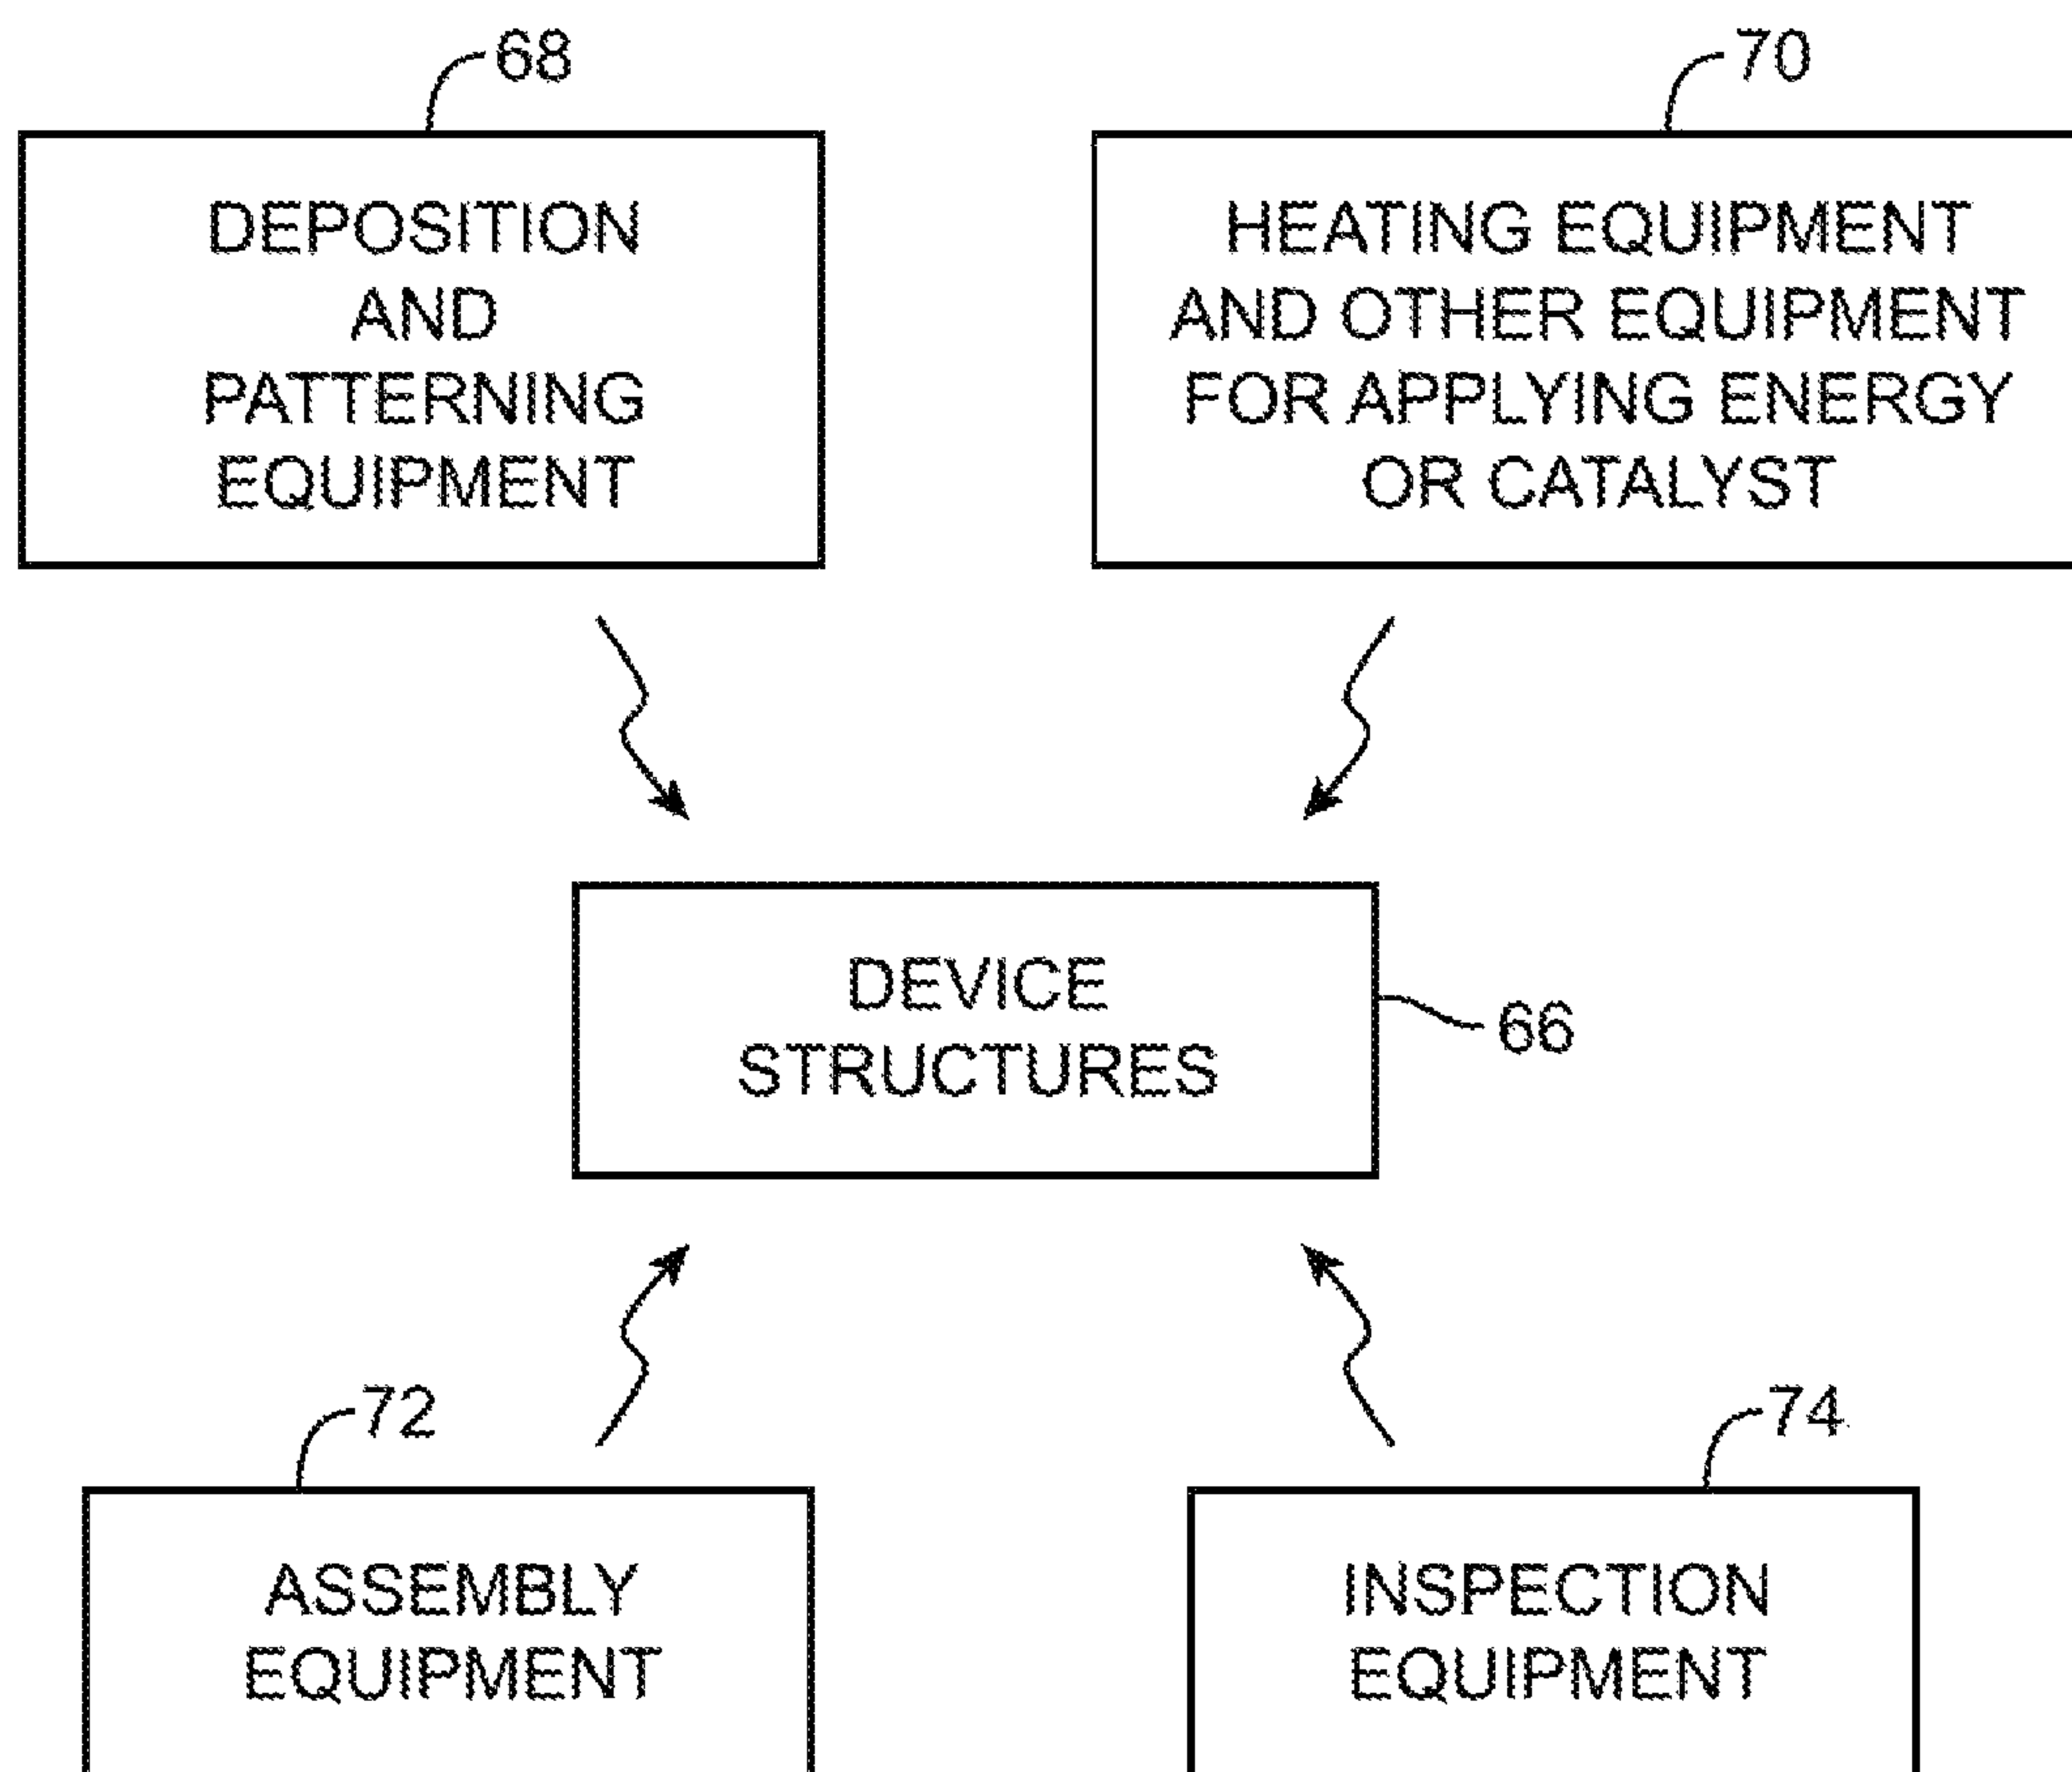 68
DEPOSITION
AND
PATTERNING
EQUIPMENT
70
HEATING EQUIPMENT
AND OTHER EQUIPMENT
FOR APPLYING ENERGY
OR CATALYST
DEVICE
STRUCTURES
66
72
ASSEMBLY
EQUIPMENT
74
INSPECTION
EQUIPMENT